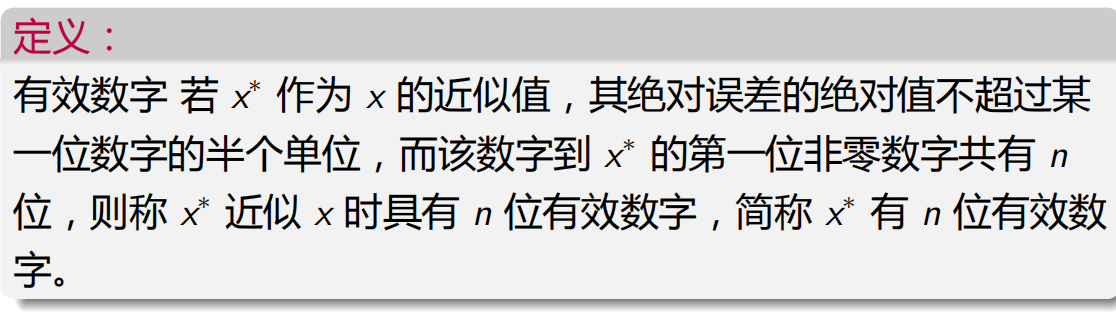 定义：
有效数字 若 x* 作为 x 的近似值，其绝对误差的绝对值不超过某
一位数字的半个单位，而该数字到 x* 的第一位非零数字共有 n
位，则称 x* 近似 x 时具有 n 位有效数字，简称 x* 有 n 位有效数
字。